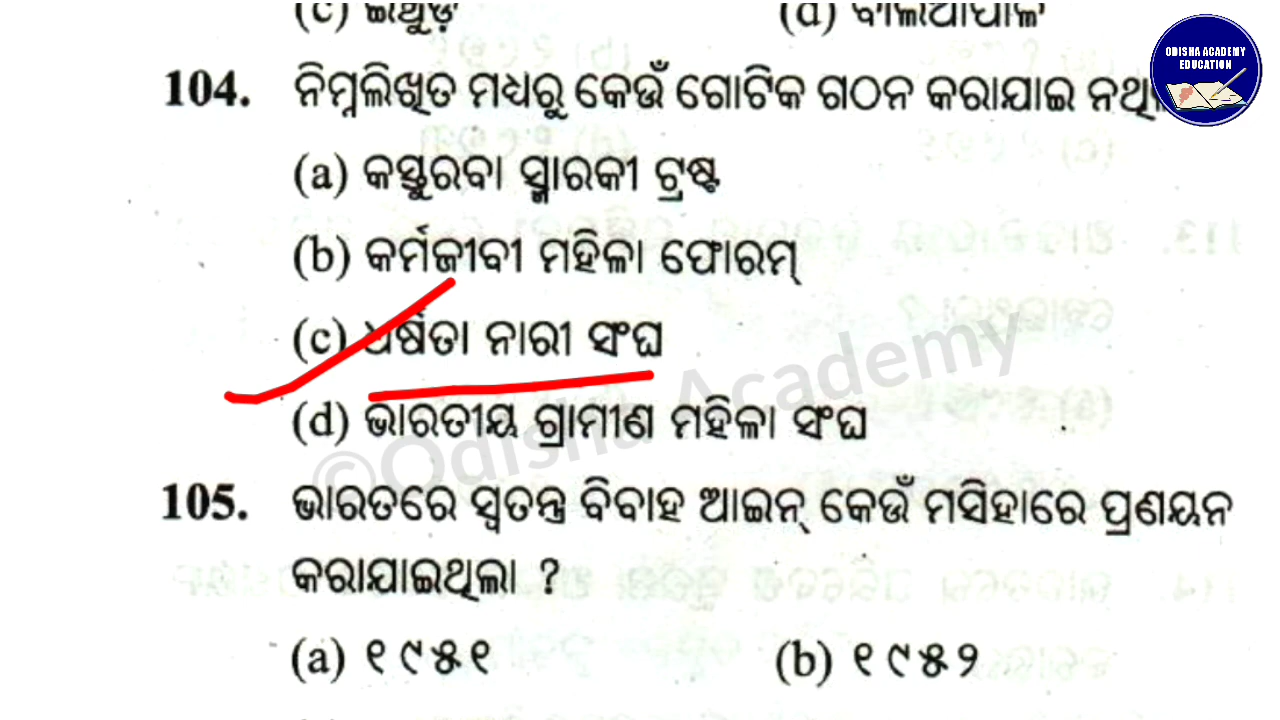 104. ନିମ୍ନଲିଖିତ ମଧ୍ୟରୁ କେଉଁ ଗୋଟିକ ଗଠନ କରାଯାଇ
ODISHA ACADEMY
EDUCATION
(a) କସ୍ତୁରବା ସ୍ମାରକୀ ଟ୍ରଷ୍ଟ
(b) କର୍ମଜୀବୀ ମହିଳା ଫୋରମ୍
(c) ଧର୍ଷିତା ନାରୀ ସଂଘ
(d) ଭାରତୀୟ ଗ୍ରାମୀଣ ମହିଳା ସଂଘ
©Odisha Academy
105. ଭାରତରେ ସ୍ୱତନ୍ତ୍ର ବିବାହ ଆଇନ୍ କେଉଁ ମସିହାରେ ପ୍ରଣୟନ
କରାଯାଇଥିଲା ?
(a) ୧୯୫୧ (b) ୧୯୫୨